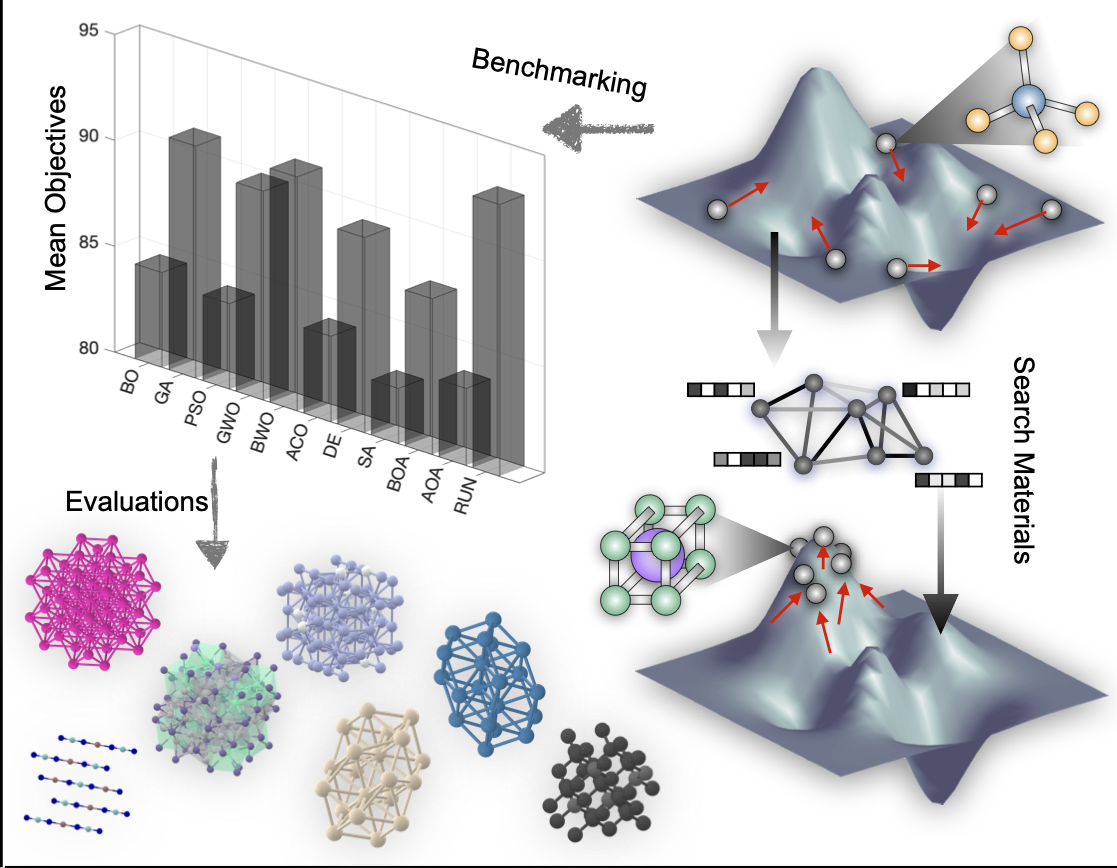 95
Benchmarking
90
Mean Objectives
85
80
BO
GA
PSO
GWO
BWO
ACO
DE
SA
BOA
AOA
RUN
Search Materials
Evaluations